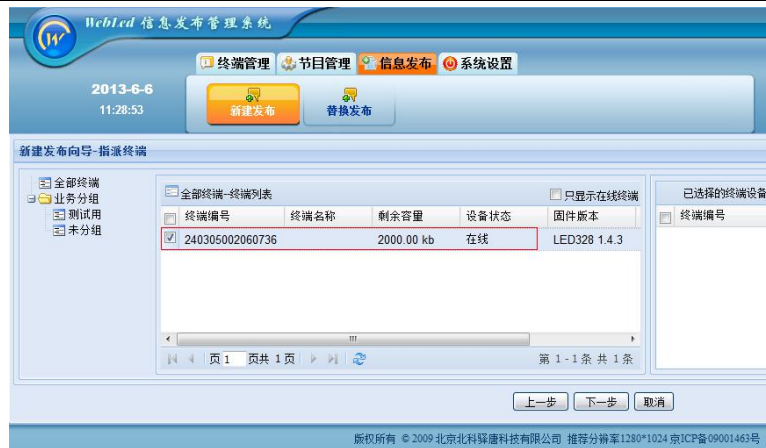 WebLed 信息发布管理系统
终端管理 节目管理 信息发布 系统设置
2013-6-6
11:28:53
新建发布 替换发布
新建发布向导-指派终端
全部终端
业务分组
测试用
未分组
全部终端--终端列表 只显示在线终端
终端编号 终端名称 剩余容量 设备状态 固件版本
240305002060736 2000.00 kb 在线 LED328 1.4.3
页 1 页共 1 页 第 1 - 1 条 共 1 条
已选择的终端设备
终端编号
上一步 下一步 取消
版权所有 © 2009 北京北科驿唐科技有限公司 推荐分辨率1280*1024 京ICP备09001463号